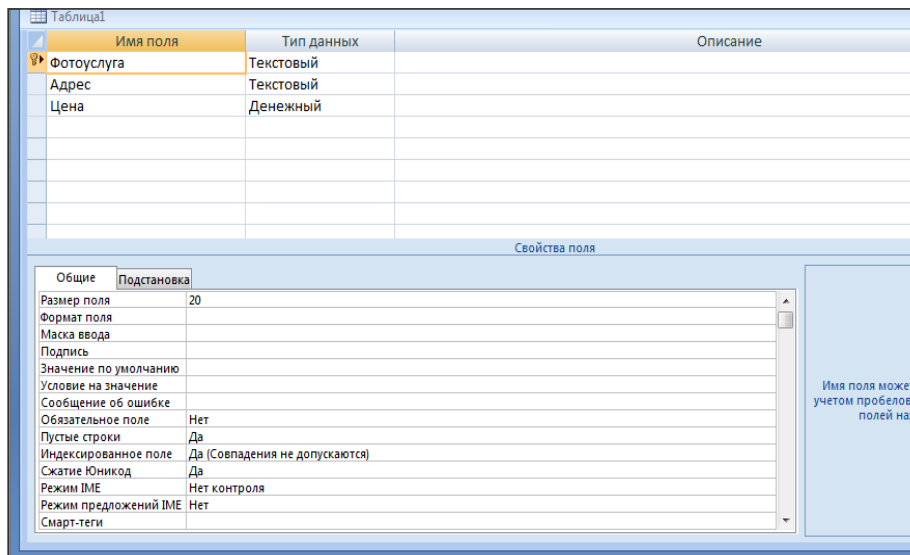 Таблица1
Имя поля Тип данных Описание
Фотоуслуга Текстовый
Адрес Текстовый
Цена Денежный
Свойства поля
Общие Подстановка
Размер поля 20
Формат поля
Маска ввода
Подпись
Значение по умолчанию
Условие на значение
Сообщение об ошибке
Обязательное поле Нет
Пустые строки Да
Индексированное поле Да (Совпадения не допускаются)
Сжатие Юникод Да
Режим IME Нет контроля
Режим предложений IME Нет
Смарт-теги
Имя поля може
учетом пробелов
полей на